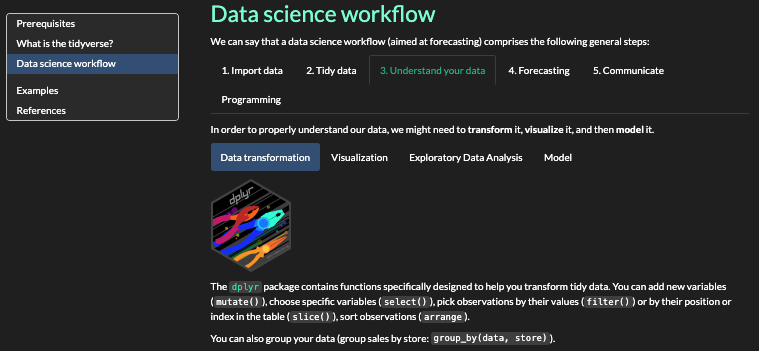 Prerequisites
What is the tidyverse?
Data science workflow
Examples
References
Data science workflow
We can say that a data science workflow (aimed at forecasting) comprises the following general steps:
1. Import data
2. Tidy data
3. Understand your data
4. Forecasting
5. Communicate
Programming
In order to properly understand our data, we might need to transform it, visualize it, and then model it.
Data transformation
Visualization
Exploratory Data Analysis
Model
dplyr
The dplyr package contains functions specifically designed to help you transform tidy data. You can add new variables
(mutate()), choose specific variables (select()), pick observations by their values (filter()) or by their position or
index in the table (slice()), sort observations (arrange).
You can also group your data (group sales by store: group_by(data, store)).